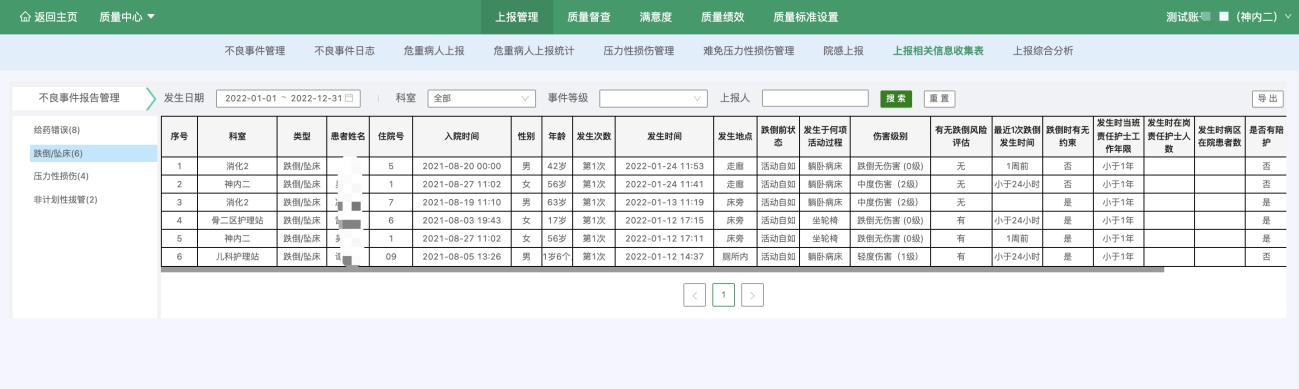 返回主页 质量中心 上报管理 质量督查 满意度 质量绩效 质量标准设置 测试账 (神内二)
不良事件管理 不良事件日志 危重病人上报 危重病人上报统计 压力性损伤管理 难免压力性损伤管理 院感上报 上报相关信息收集表 上报综合分析
不良事件报告管理 发生日期 2022-01-01 ~ 2022-12-31 科室 全部 事件等级 上报人 搜索 重置 导出
给药错误(8)
跌倒/坠床(6)
压力性损伤(4)
非计划性拔管(2)
序号 科室 类型 患者姓名 住院号 入院时间 性别 年龄 发生次数 发生时间 发生地点 跌倒前状态 发生于何项活动过程 伤害级别 有无跌倒风险评估 最近1次跌倒发生时间 跌倒时有无约束 发生时当班责任护士工作年限 发生时在岗责任护士人数 发生时病区在院患者数 是否有陪护
1 消化2 跌倒/坠床 5 2021-08-20 00:00 男 42岁 第1次 2022-01-24 11:53 走廊 活动自如 躺卧病床 跌倒无伤害 (0级) 无 1周前 否 小于1年 否
2 神内二 跌倒/坠床 1 2021-08-27 11:02 女 56岁 第1次 2022-01-24 11:41 走廊 活动自如 躺卧病床 中度伤害（2级） 无 小于24小时 否 小于1年 是
3 消化2 跌倒/坠床 7 2021-08-19 11:10 男 63岁 第1次 2022-01-13 11:19 床旁 活动自如 躺卧病床 中度伤害（2级） 无 是 小于1年 是
4 骨二区护理站 跌倒/坠床 6 2021-08-03 19:43 女 17岁 第1次 2022-01-12 17:15 床旁 活动自如 坐轮椅 跌倒无伤害 (0级) 有 小于24小时 是 小于1年 是
5 神内二 跌倒/坠床 1 2021-08-27 11:02 女 56岁 第1次 2022-01-12 17:11 床旁 活动自如 坐轮椅 跌倒无伤害 (0级) 有 1周前 是 小于1年 是
6 儿科护理站 跌倒/坠床 09 2021-08-05 13:26 男 1岁6个 第1次 2022-01-12 14:37 厕所内 活动自如 躺卧病床 轻度伤害（1级） 有 小于24小时 是 小于1年 否
< 1 >